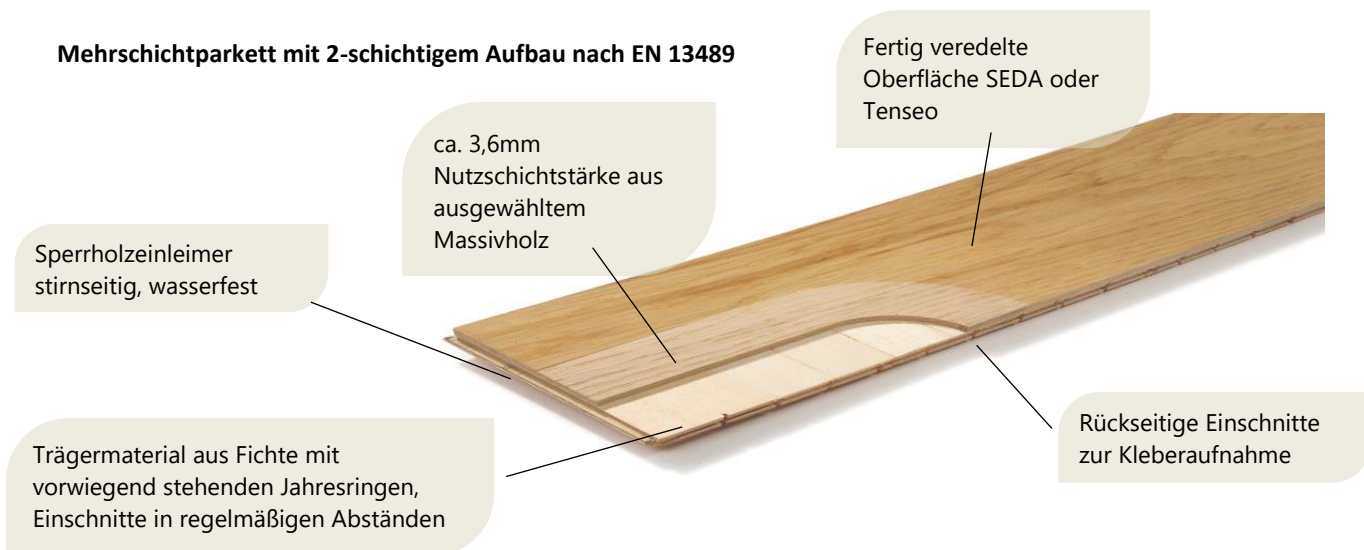 Mehrschichtparkett mit 2-schichtigem Aufbau nach EN 13489
Fertig veredelte
Oberfläche SEDA oder
Tenseo
ca. 3,6mm
Nutzschichtstärke aus
ausgewähltem
Massivholz
Sperrholzeinleimer
stirnseitig, wasserfest
Rückseitige Einschnitte
zur Kleberaufnahme
Trägermaterial aus Fichte mit
vorwiegend stehenden Jahresringen,
Einschnitte in regelmäßigen Abständen